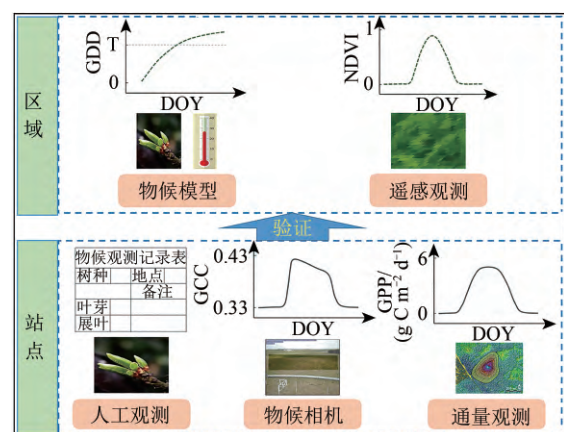 区域
GDD
T
0
DOY
物候模型
NDVI
1
0
DOY
遥感观测
验证
站点
物候观测记录表
树种 地点
备注
叶芽
展叶
人工观测
GCC
0.43
0.33
DOY
物候相机
GPP/
(g C m⁻² d⁻¹)
6
0
DOY
通量观测